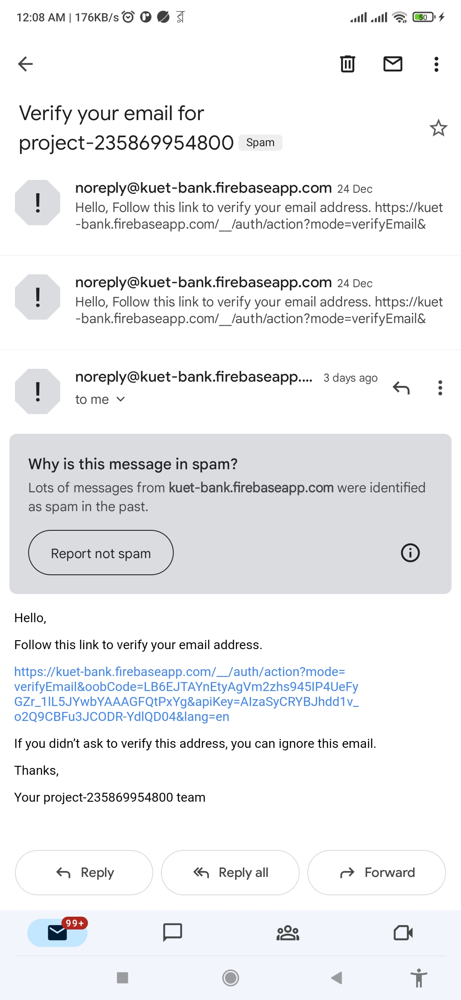 12:08 AM | 176KB/s
50
Verify your email for
project-235869954800 Spam
noreply@kuet-bank.firebaseapp.com 24 Dec
Hello, Follow this link to verify your email address. https://kuet
-bank.firebaseapp.com/__/auth/action?mode=verifyEmail&
noreply@kuet-bank.firebaseapp.com 24 Dec
Hello, Follow this link to verify your email address. https://kuet
-bank.firebaseapp.com/__/auth/action?mode=verifyEmail&
noreply@kuet-bank.firebaseapp.... 3 days ago
to me
Why is this message in spam?
Lots of messages from kuet-bank.firebaseapp.com were identified
as spam in the past.
Report not spam
Hello,
Follow this link to verify your email address.
https://kuet-bank.firebaseapp.com/__/auth/action?mode=
verifyEmail&oobCode=LB6EJTAYnEtyAgVm2zhs945IP4UeFy
GZr_1lL5JYwbYAAAGFQtPxYg&apiKey=AIzaSyCRYBJhdd1v_
o2Q9CBFu3JCODR-YdlQD04&lang=en
If you didn’t ask to verify this address, you can ignore this email.
Thanks,
Your project-235869954800 team
Reply
Reply all
Forward
99+